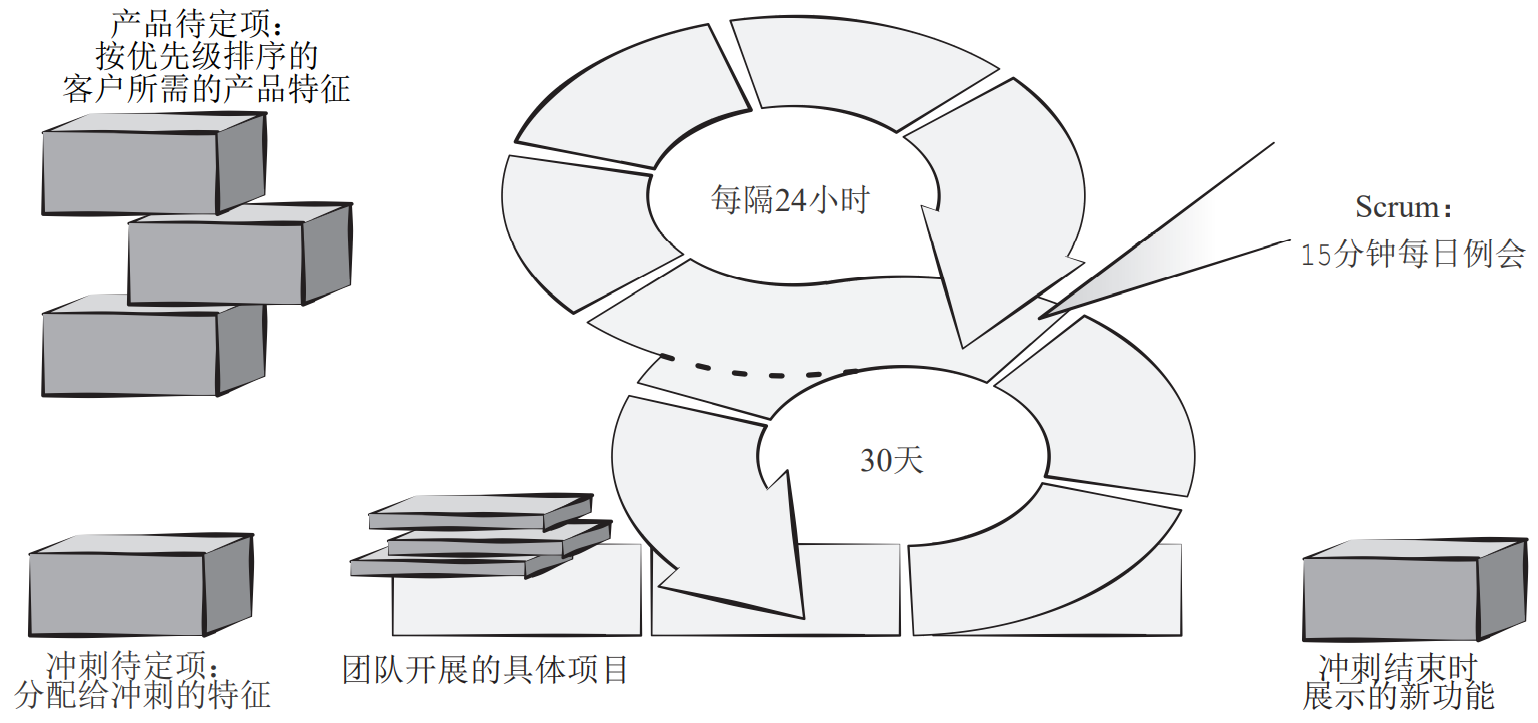 产品待定项：
按优先级排序的
客户所需的产品特征
每隔24小时
Scrum：
15分钟每日例会
30天
冲刺待定项：
分配给冲刺的特征
团队开展的具体项目
冲刺结束时
展示的新功能